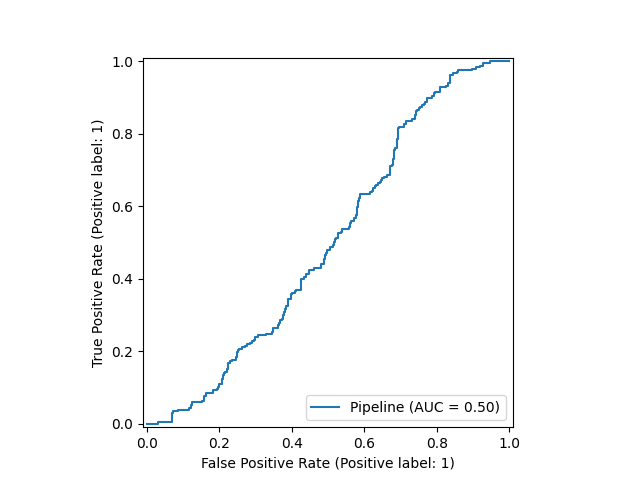 1.0
0.8
0.6
0.4
0.2
0.0
True Positive Rate (Positive label: 1)
Pipeline (AUC = 0.50)
0.0 0.2 0.4 0.6 0.8 1.0
False Positive Rate (Positive label: 1)